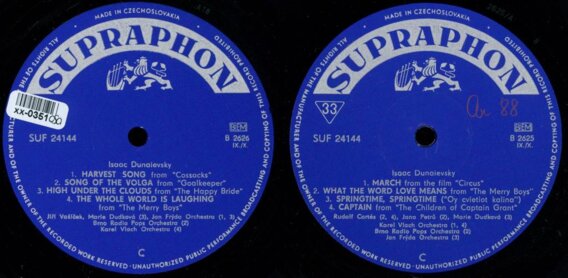 MADE IN CZECHOSLOVAKIA
ALL RIGHTS OF THE MANUFACTURER AND OF THE OWNER OF THE RECORDED WORK RESERVED · UNAUTHORIZED PUBLIC PERFORMANCE BROADCASTING AND COPYING OF THIS RECORD PROHIBITED
SUPRAPHON
XX-0351
SUF 24144
B 2626
IX./X.
Isaac Dunaievsky
1. HARVEST SONG from "Cossacks"
2. SONG OF THE VOLGA from "Goalkeeper"
3. HIGH UNDER THE CLOUDS from "The Happy Bride"
4. THE WHOLE WORLD IS LAUGHING
from "The Merry Boys"
Jiří Vašíček, Marie Dudková (3), Jan Frýda Orchestra (1, 3)
Brno Radio Pops Orchestra (2)
Karel Vlach Orchestra (4)
C
MADE IN CZECHOSLOVAKIA
ALL RIGHTS OF THE MANUFACTURER AND OF THE OWNER OF THE RECORDED WORK RESERVED · UNAUTHORIZED PUBLIC PERFORMANCE BROADCASTING AND COPYING OF THIS RECORD PROHIBITED
SUPRAPHON
33
88
SUF 24144
B 2625
IX./X.
Isaac Dunaievsky
1. MARCH from the film "Circus"
2. WHAT THE WORD LOVE MEANS from "The Merry Boys"
3. SPRINGTIME, SPRINGTIME ("Oy cvietiot kalina")
4. CAPTAIN from "The Children of Captain Grant"
Rudolf Cortés (2, 4), Jana Petrů (2), Marie Dudková (3)
Brno Radio Pops Orchestra (1)
Karel Vlach Orchestra (2, 4)
Jan Frýda Orchestra (3)
C